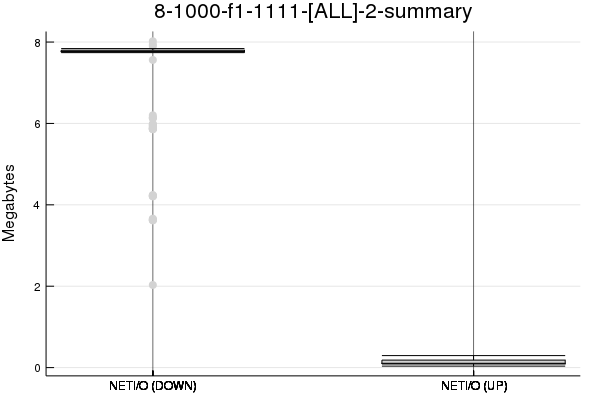 8-1000-f1-1111-[ALL]-2-summary
Megabytes
8
6
4
2
0
NETI/O (DOWN) NETI/O (UP)